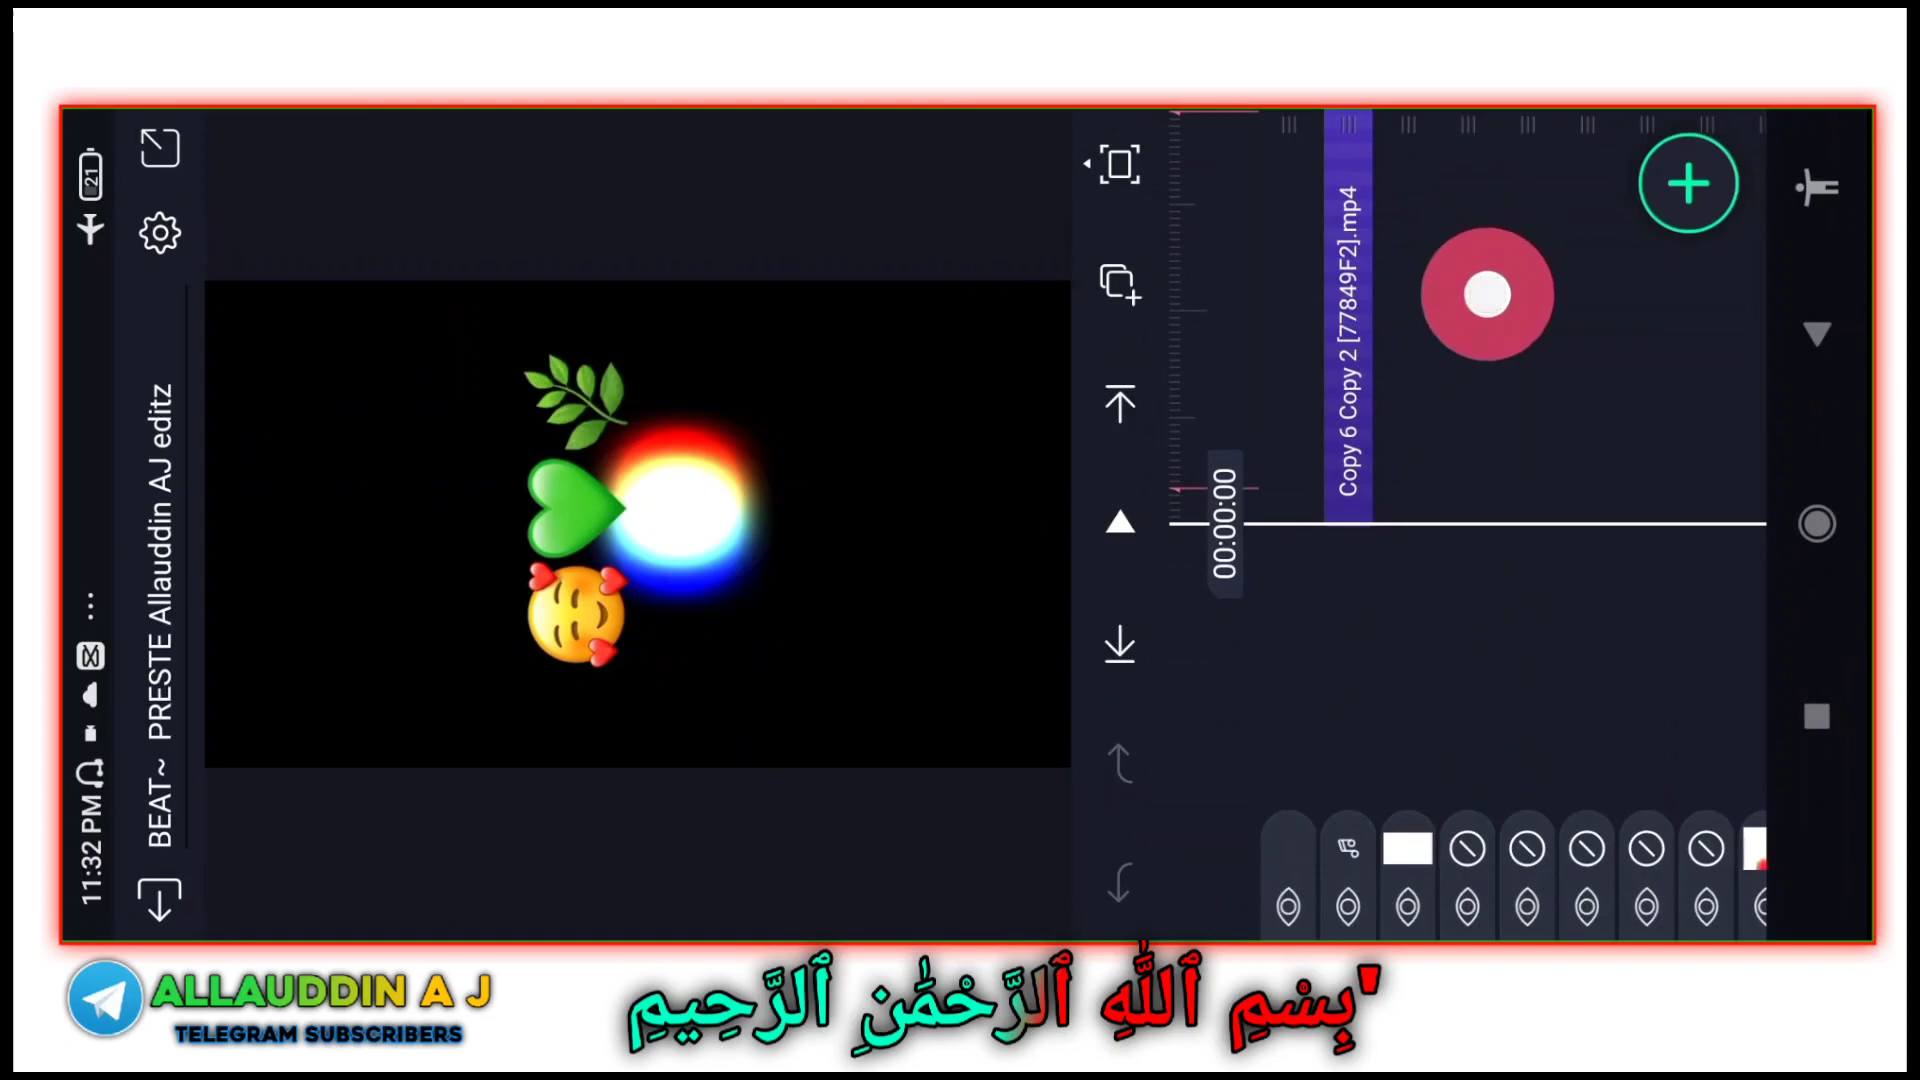 21
11:32 PM
BEAT~ PRESTE Allauddin AJ editz
Copy 6 Copy 2 [77849F2].mp4
00:00:00
ALLAUDDIN A J
TELEGRAM SUBSCRIBERS
'بِسْمِ ٱللَّهِ ٱلرَّحْمَٰنِ ٱلرَّحِيمِ